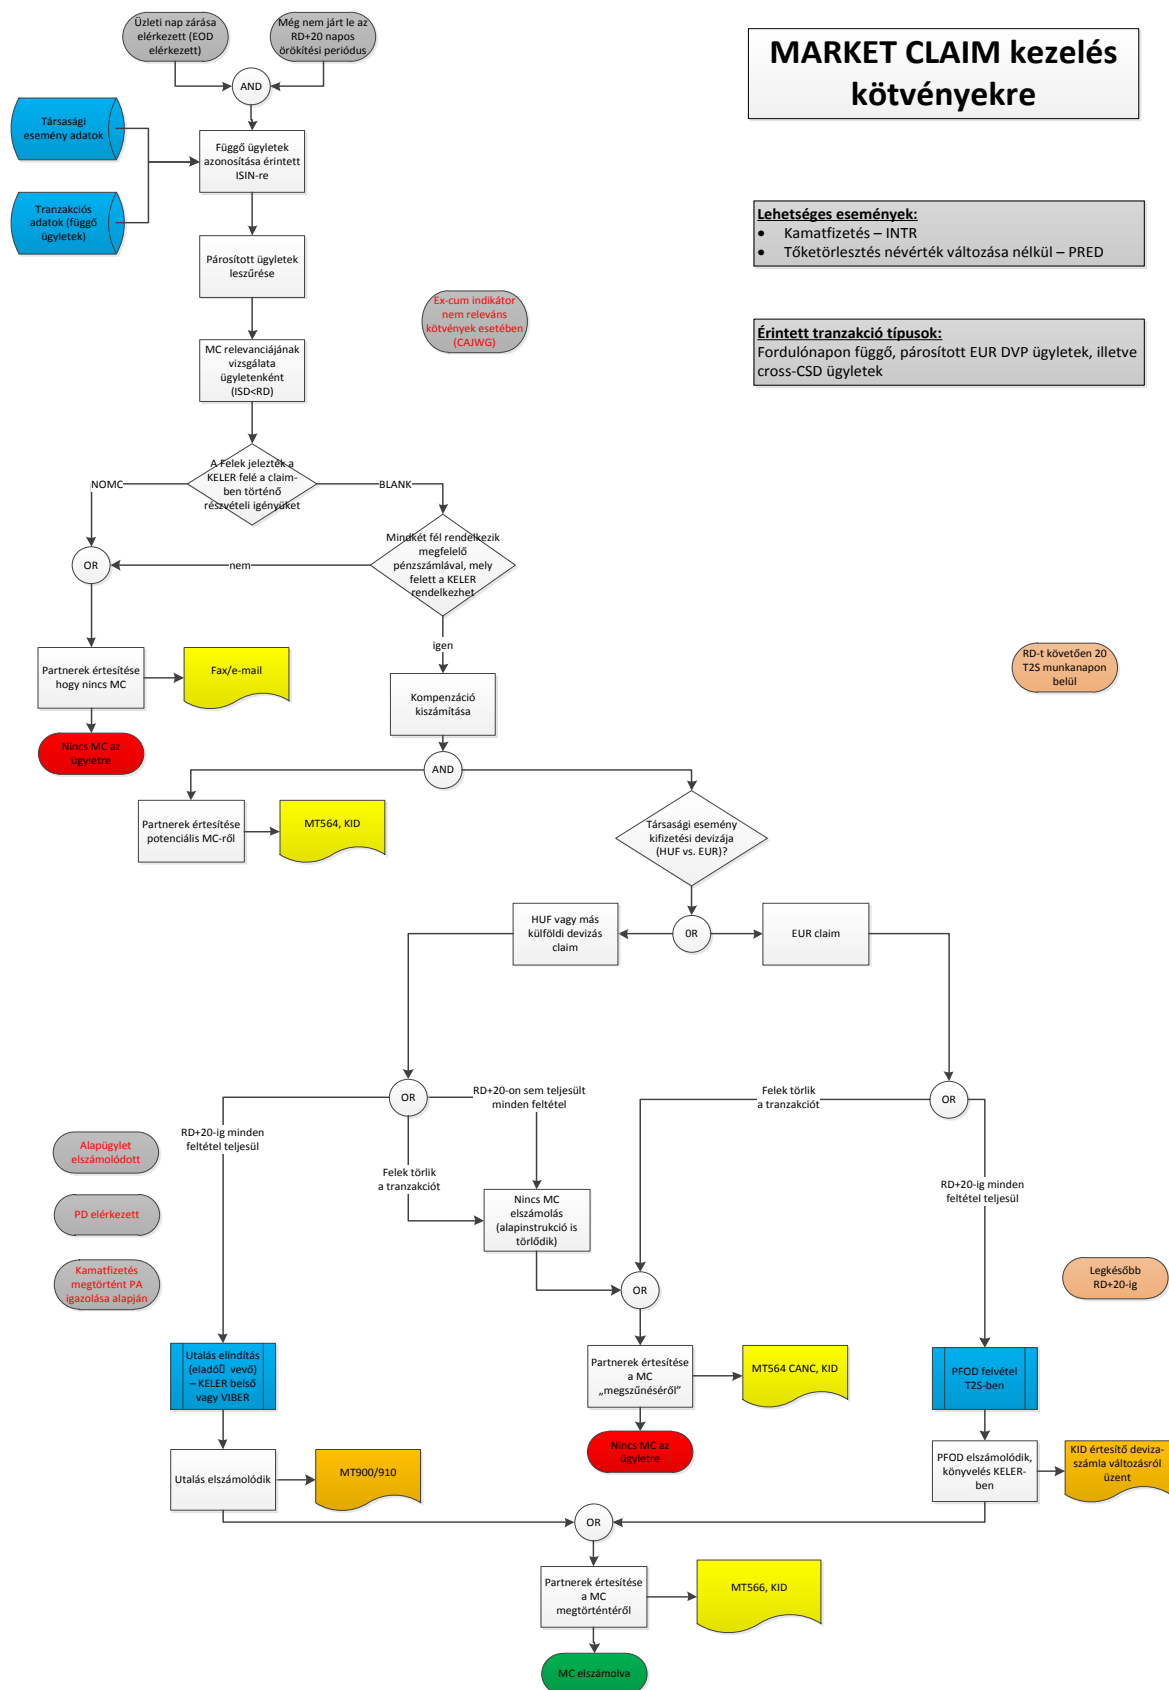 Üzleti nap zárása
elérkezett (EOD
elérkezett)
Még nem járt le az
RD+20 napos
örökítési periódus
MARKET CLAIM kezelés
kötvényekre
AND
Társasági
esemény adatok
Függő ügyletek
azonosítása érintett
ISIN-re
Tranzakciós
adatok (függő
ügyletek)
Lehetséges események:
• Kamatfizetés – INTR
• Tőketörlesztés névérték változása nélkül – PRED
Párosított ügyletek
leszűrése
Ex-cum indikátor
nem releváns
kötvények esetében
(CAJWG)
Érintett tranzakció típusok:
Fordulónapon függő, párosított EUR DVP ügyletek, illetve
cross-CSD ügyletek
MC relevanciájának
vizsgálata
ügyletenként
(ISD<RD)
A Felek jelezték a
KELER felé a claim-
ben történő
részvételi igényüket
NOMC
BLANK
Mindkét fél rendelkezik
megfelelő
pénzszámlával, mely
felett a KELER
rendelkezhet
OR
nem
igen
Partnerek értesítése
hogy nincs MC
Fax/e-mail
RD-t követően 20
T2S munkanapon
belül
Kompenzáció
kiszámítása
Nincs MC az
ügyletre
AND
Partnerek értesítése
potenciális MC-ről
MT564, KID
Társasági esemény
kifizetési devizája
(HUF vs. EUR)?
HUF vagy más
külföldi devizás
claim
0R
EUR claim
OR
RD+20-on sem teljesült
minden feltétel
Felek törlik
a tranzakciót
OR
RD+20-ig minden
feltétel teljesül
Alapügylet
elszámolódott
Felek törlik
a tranzakciót
RD+20-ig minden
feltétel teljesül
PD elérkezett
Nincs MC
elszámolás
(alapinstrukció is
törlődik)
Kamatfizetés
megtörtént PA
igazolása alapján
OR
Legkésőbb
RD+20-ig
Utalás elindítás
(eladó vevő)
– KELER belső
vagy VIBER
Partnerek értesítése
a MC
„megszűnéséről”
MT564 CANC, KID
PFOD felvétel
T2S-ben
Nincs MC az
ügyletre
Utalás elszámolódik
MT900/910
PFOD elszámolódik,
könyvelés KELER-
ben
KID értesítő deviza-
számla változásról
üzent
OR
Partnerek értesítése
a MC
megtörténtéről
MT566, KID
MC elszámolva